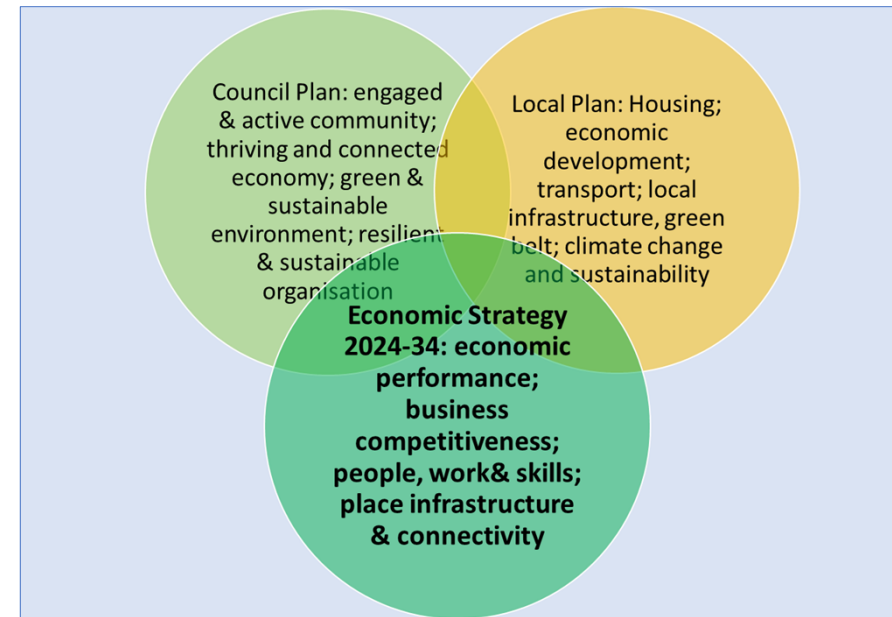 Council Plan: engaged
& active community;
thriving and connected
economy; green &
sustainable
environment; resilient
& sustainable
organisation
Local Plan: Housing;
economic
development;
transport; local
infrastructure, green
belt; climate change
and sustainability
Economic Strategy
2024-34: economic
performance;
business
competitiveness;
people, work& skills;
place infrastructure
& connectivity